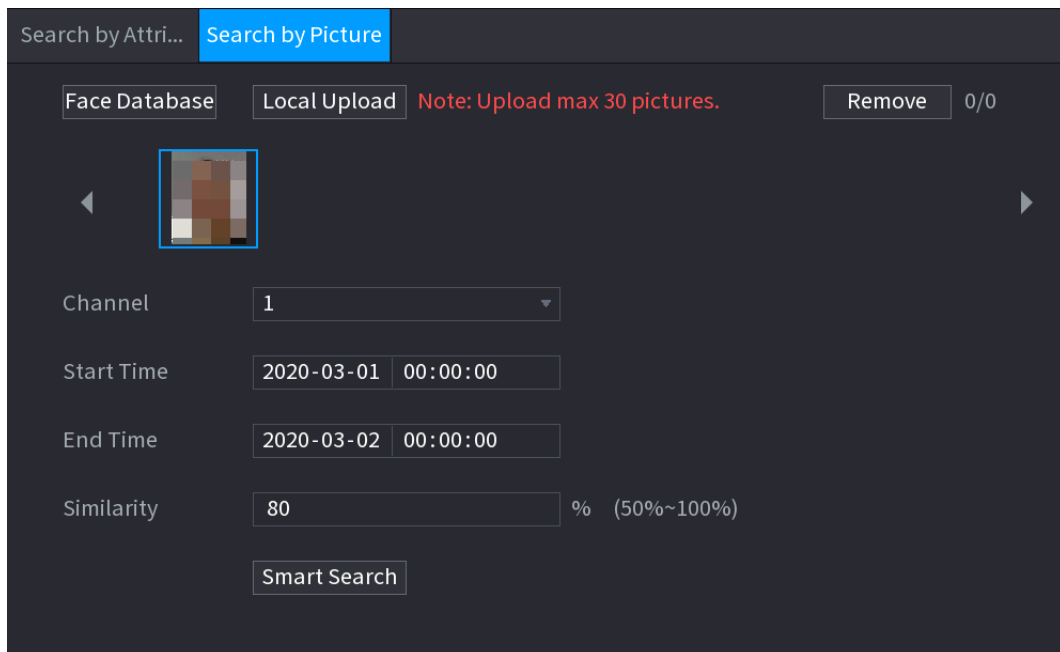 Search by Attri... Search by Picture
Face Database Local Upload Note: Upload max 30 pictures. Remove 0/0
Channel 1
Start Time 2020-03-01 00:00:00
End Time 2020-03-02 00:00:00
Similarity 80 % (50%~100%)
Smart Search